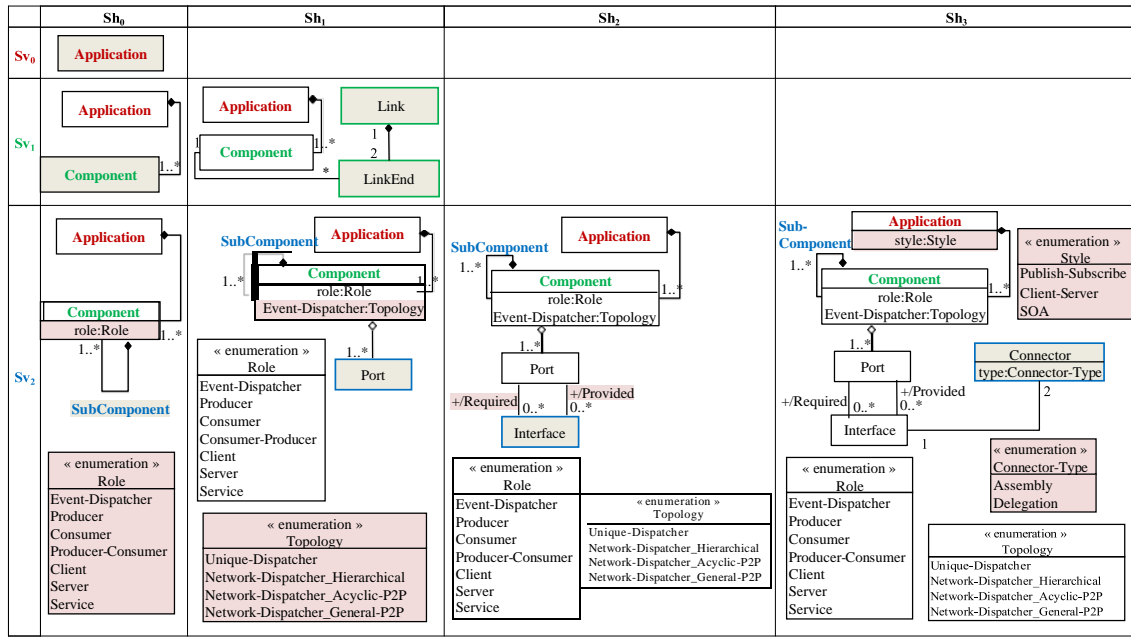 Sh0
Sh1
Sh2
Sh3
Sv0
Application
Sv1
Application
1..*
Component
Application
Link
1
1
1..*
Component
2
*
LinkEnd
Sv2
Application
Component
1..*
role:Role
1..*
SubComponent
« enumeration »
Role
Event-Dispatcher
Producer
Consumer
Producer-Consumer
Client
Server
Service
SubComponent
Application
1..*
Component
1..*
role:Role
Event-Dispatcher:Topology
1..*
Port
« enumeration »
Role
Event-Dispatcher
Producer
Consumer
Consumer-Producer
Client
Server
Service
« enumeration »
Topology
Unique-Dispatcher
Network-Dispatcher_Hierarchical
Network-Dispatcher_Acyclic-P2P
Network-Dispatcher_General-P2P
SubComponent
Application
1..*
Component
1..*
role:Role
Event-Dispatcher:Topology
1..*
Port
+/Required
+/Provided
0..*
0..*
Interface
« enumeration »
Role
Event-Dispatcher
Producer
Consumer
Producer-Consumer
Client
Server
Service
« enumeration »
Topology
Unique-Dispatcher
Network-Dispatcher_Hierarchical
Network-Dispatcher_Acyclic-P2P
Network-Dispatcher_General-P2P
Sub-
Component
Application
style:Style
« enumeration »
Style
Publish-Subscribe
Client-Server
SOA
1..*
Component
1..*
role:Role
Event-Dispatcher:Topology
1..*
Port
Connector
type:Connector-Type
+/Required
+/Provided
0..*
0..*
2
Interface
1
« enumeration »
Connector-Type
Assembly
Delegation
« enumeration »
Role
Event-Dispatcher
Producer
Consumer
Producer-Consumer
Client
Server
Service
« enumeration »
Topology
Unique-Dispatcher
Network-Dispatcher_Hierarchical
Network-Dispatcher_Acyclic-P2P
Network-Dispatcher_General-P2P